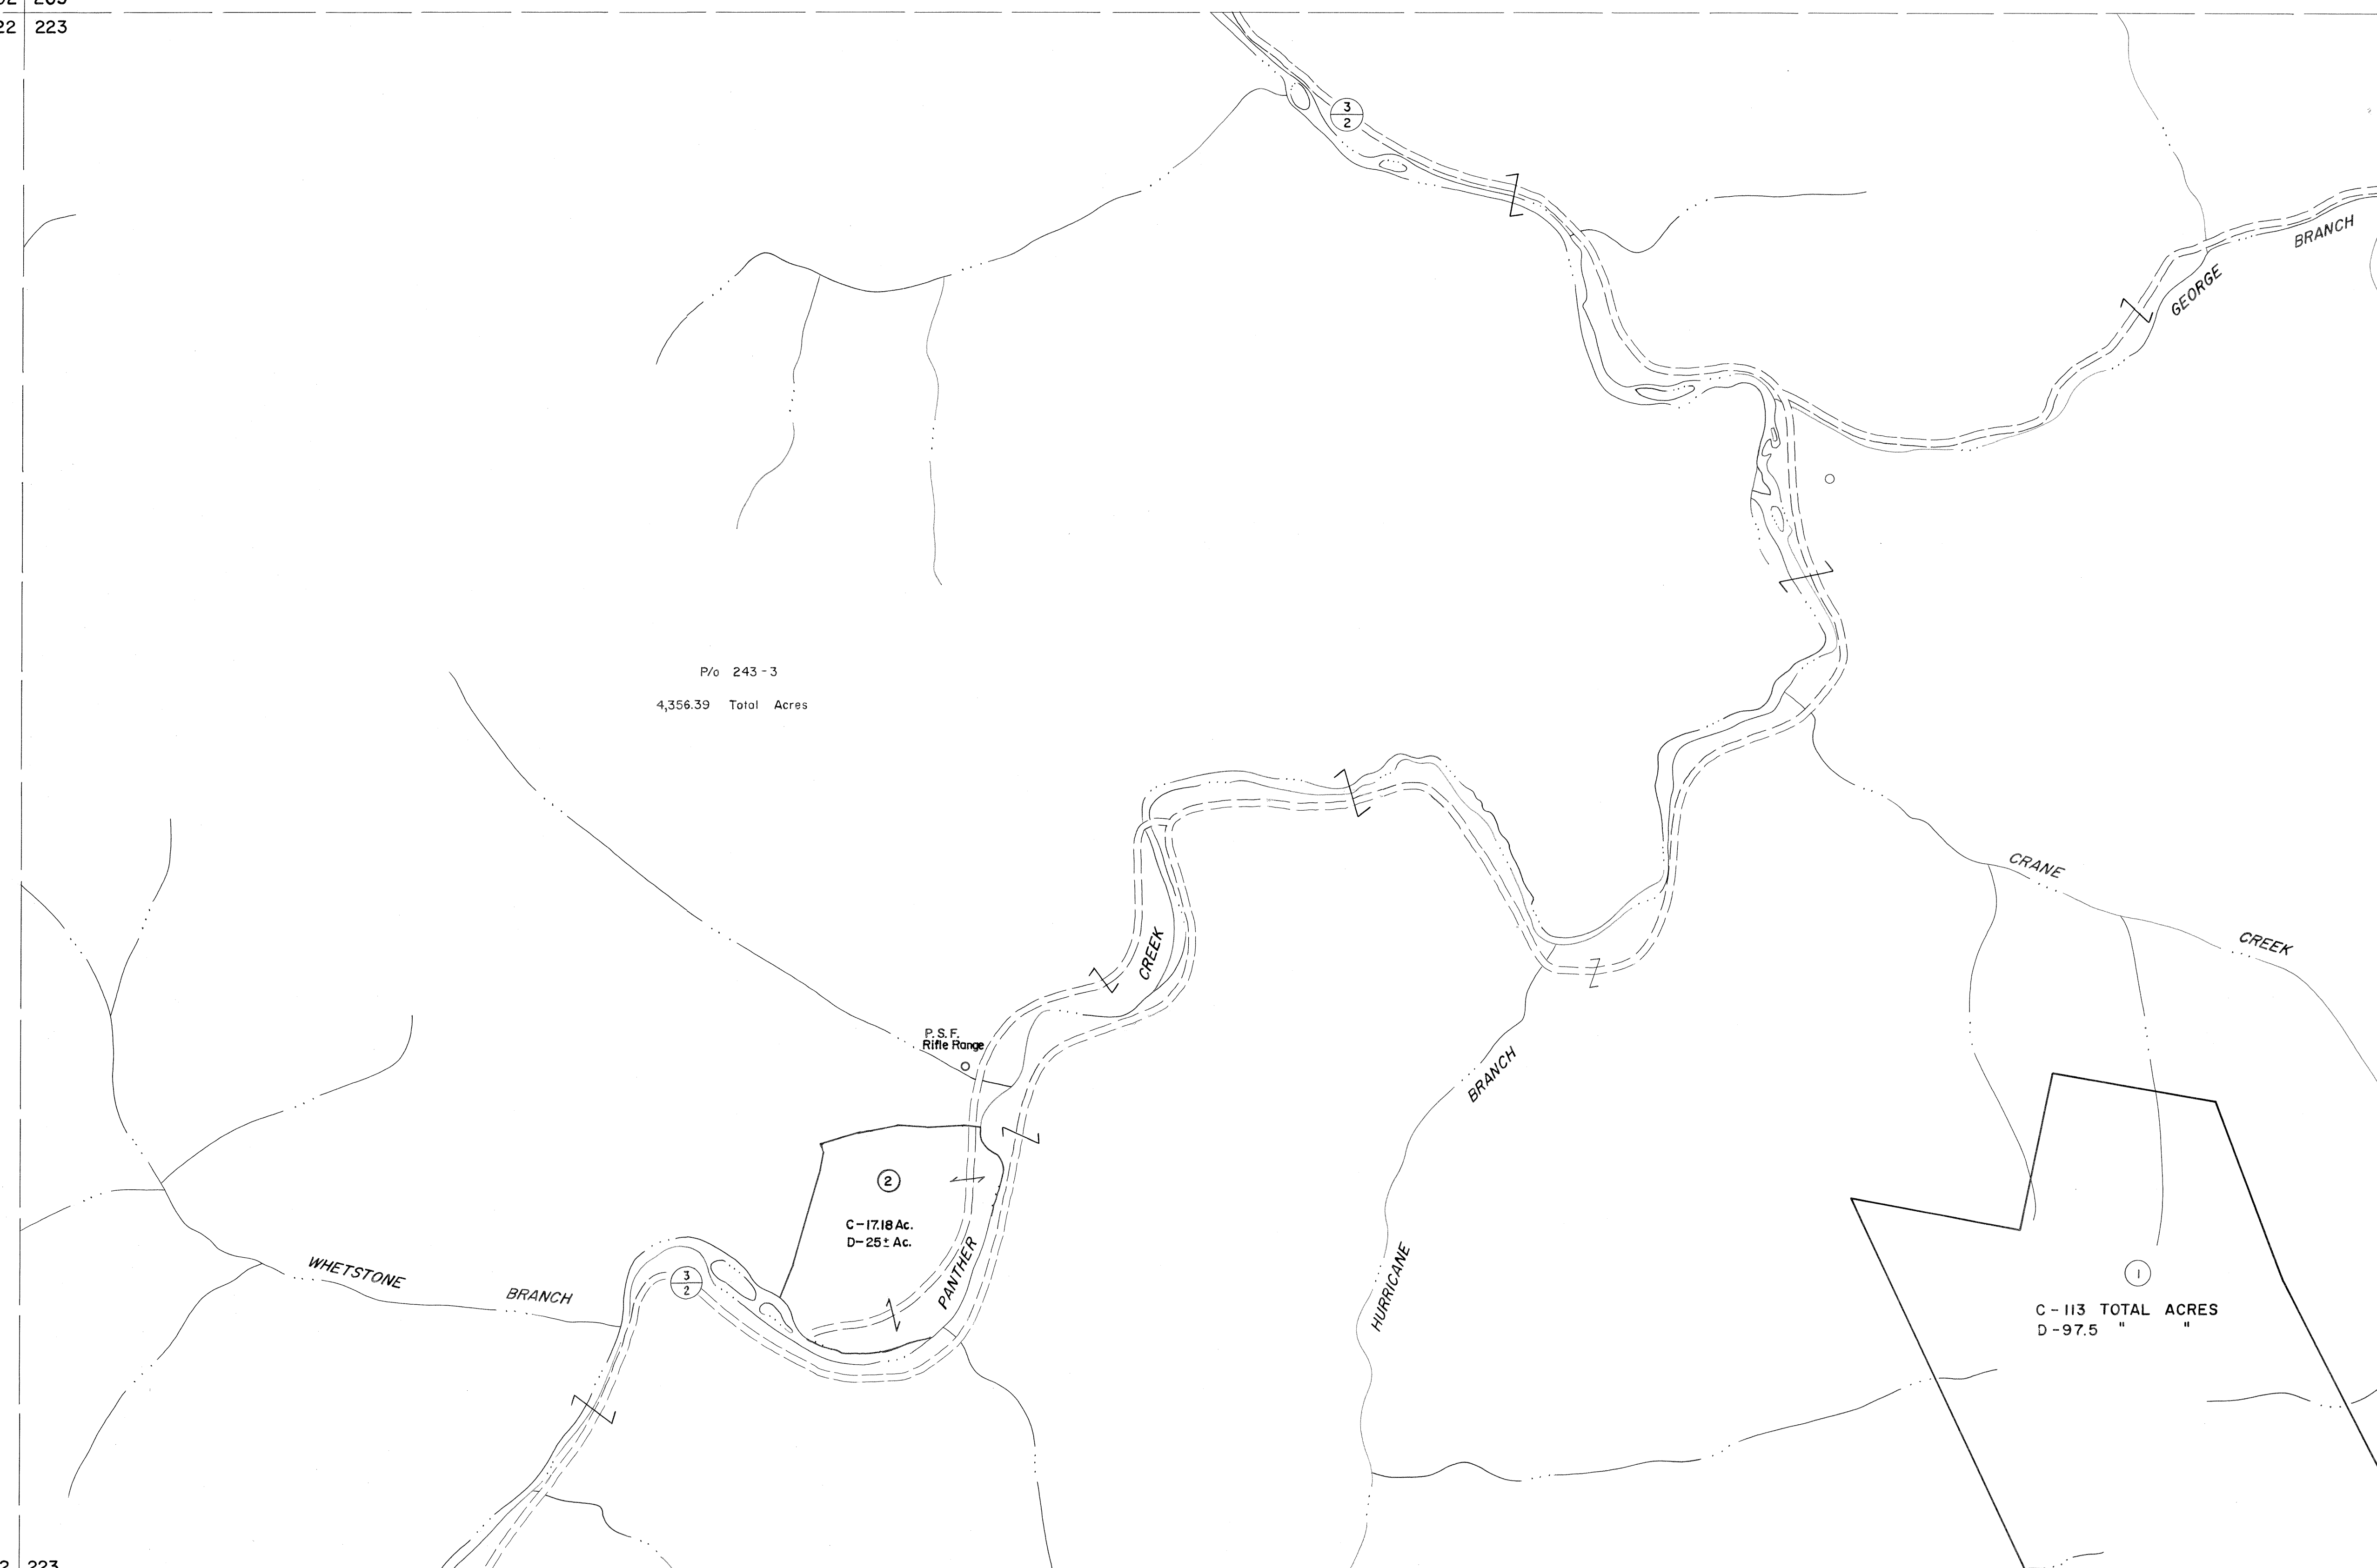 223
3
2
BRANCH
GEORGE
P/o 243-3
4,356.39 Total Acres
CRANE
CREEK
CREEK
P. S. F.
Rifle Range
BRANCH
2
C-17.18 Ac.
D-25± Ac.
PANTHER
HURRICANE
WHETSTONE
BRANCH
3
2
1
C-113 TOTAL ACRES
D-97.5 " "
223